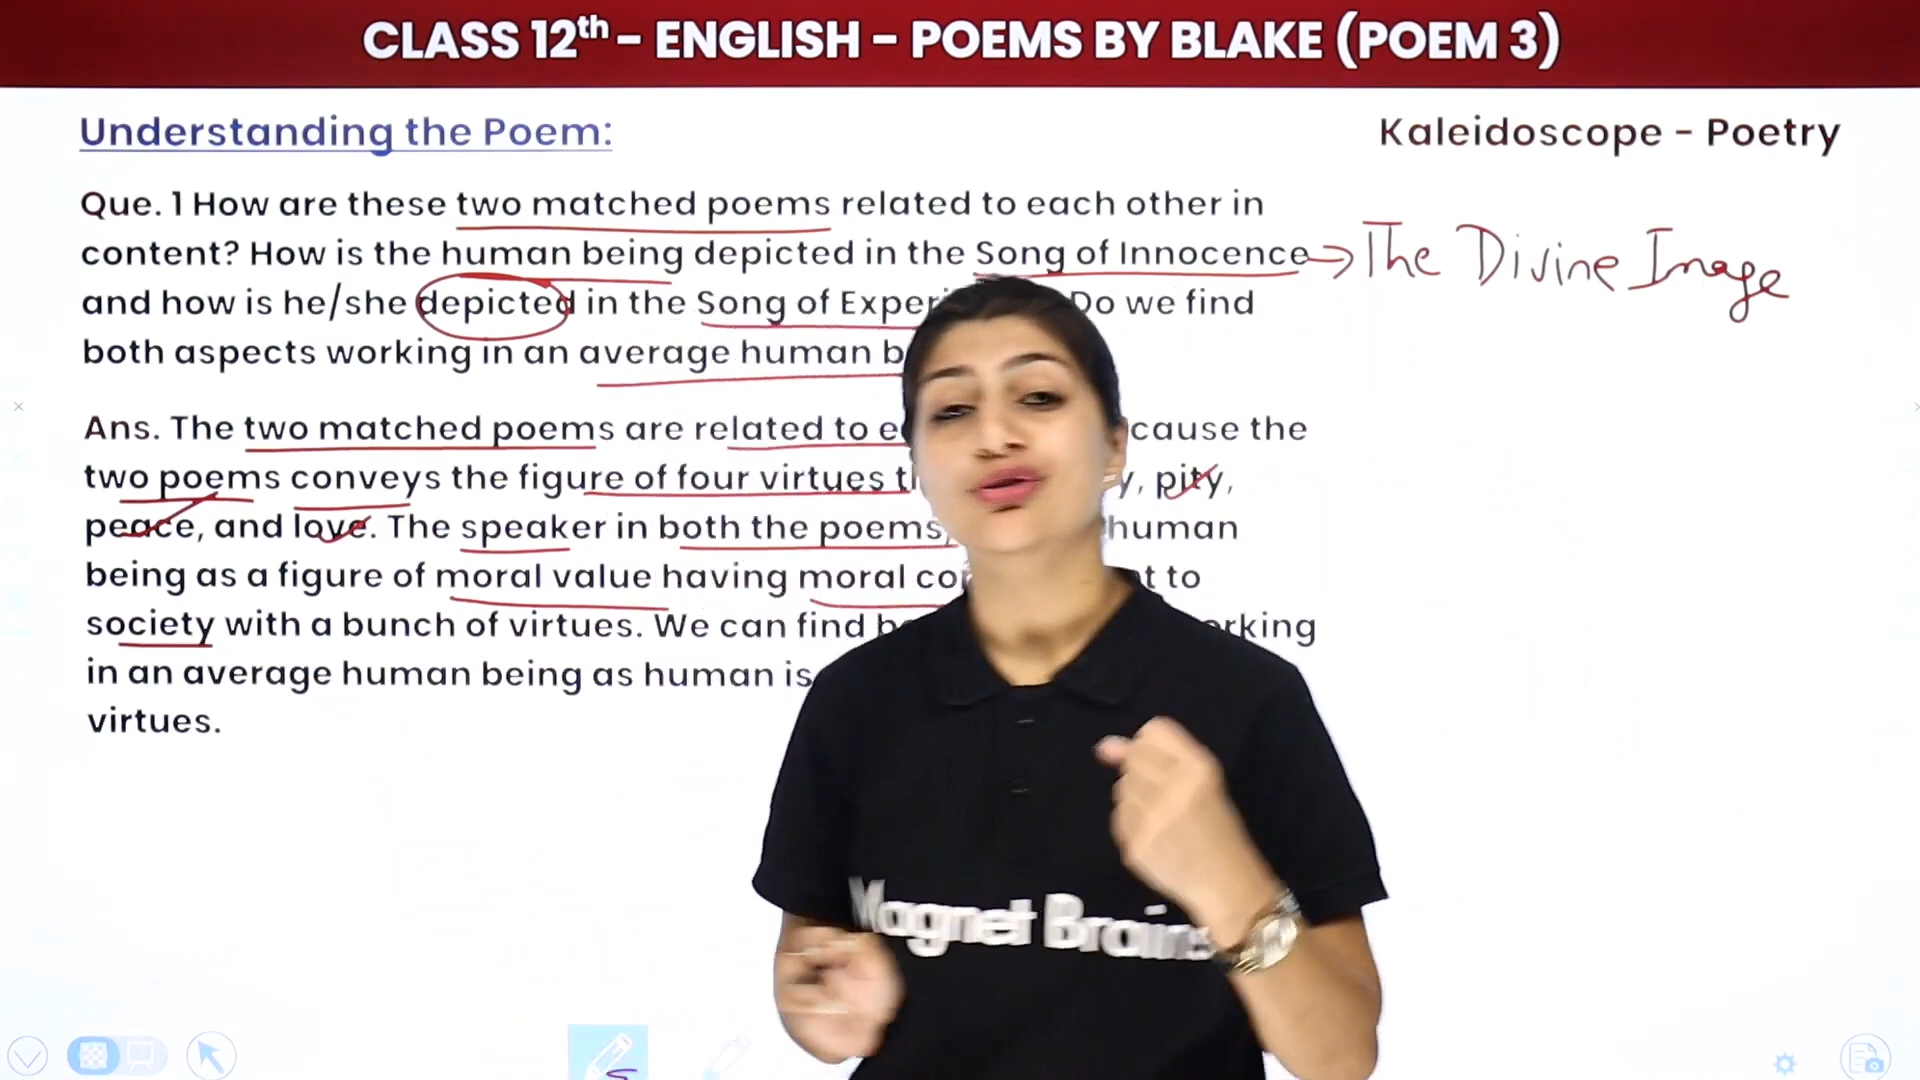 CLASS 12th - ENGLISH - POEMS BY BLAKE (POEM 3)
Understanding the Poem:
Kaleidoscope - Poetry
Que. 1 How are these two matched poems related to each other in
content? How is the human being depicted in the Song of Innocence → The Divine Image
and how is he/she depicted in the Song of Do we find
both aspects working in an average human
Ans. The two matched poems are related to cause the
two poems conveys the figure of four virtues pity,
peace, and love. The speaker in both the poems, human
being as a figure of moral value having moral to
society with a bunch of virtues. We can find
in an average human being as human is
virtues.
Magnet Brains